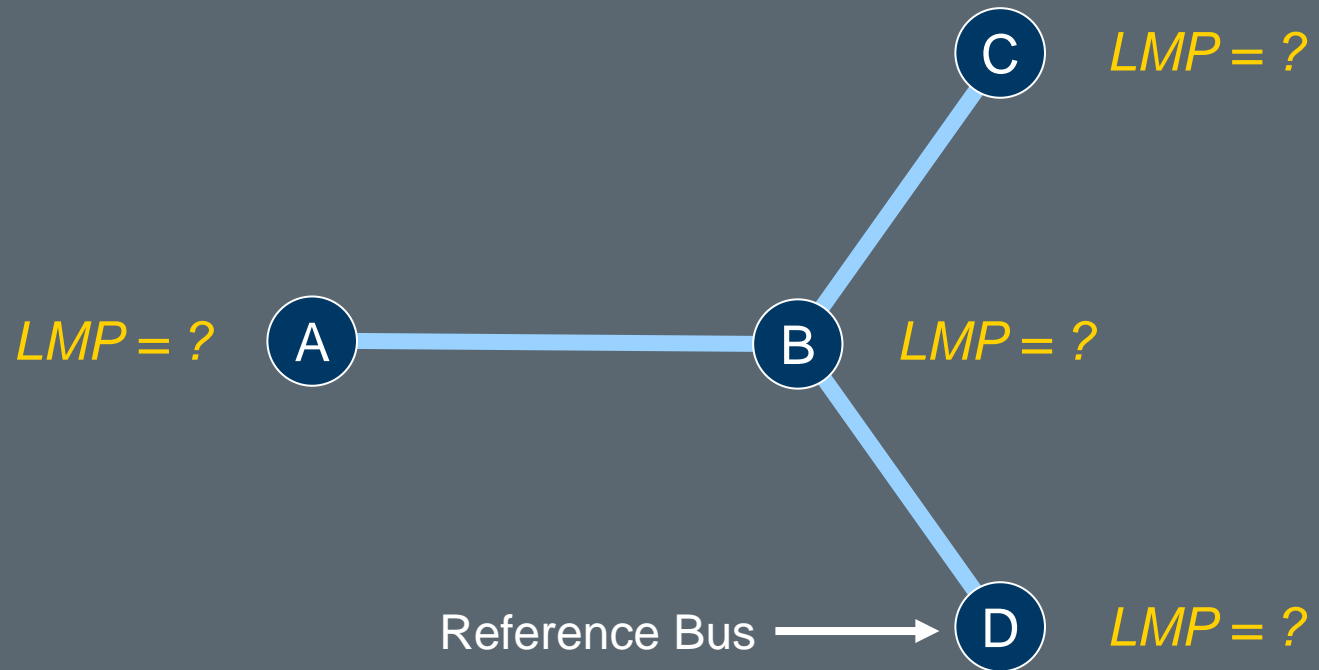 C
LMP = ?
LMP = ?
A
B
LMP = ?
Reference Bus
D
LMP = ?